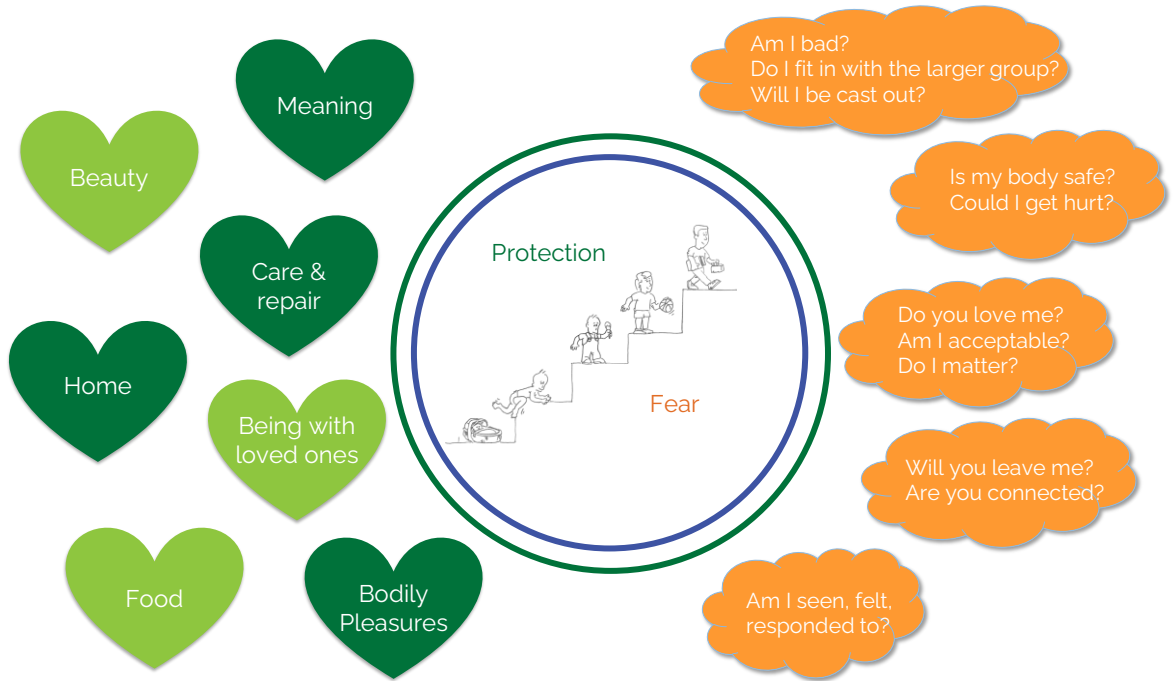 Meaning
Beauty
Care &
repair
Home
Being with
loved ones
Food
Bodily
Pleasures
Protection
Fear
Am I bad?
Do I fit in with the larger group?
Will I be cast out?
Is my body safe?
Could I get hurt?
Do you love me?
Am I acceptable?
Do I matter?
Will you leave me?
Are you connected?
Am I seen, felt,
responded to?